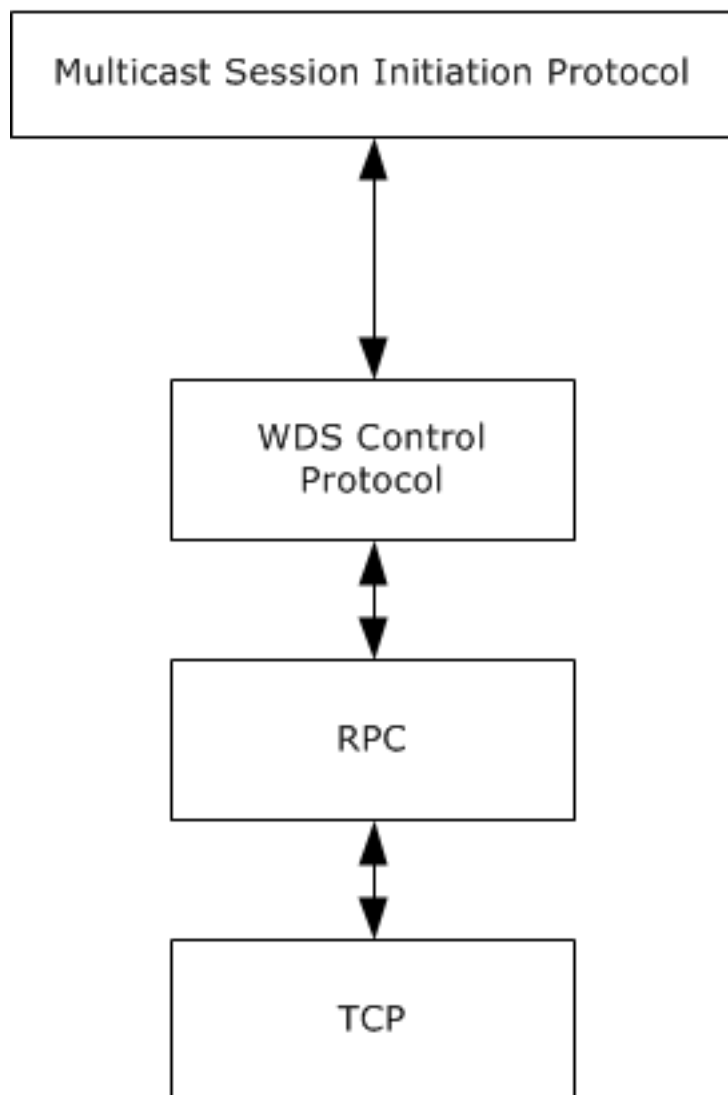 Multicast Session Initiation Protocol
WDS Control
Protocol
RPC
TCP